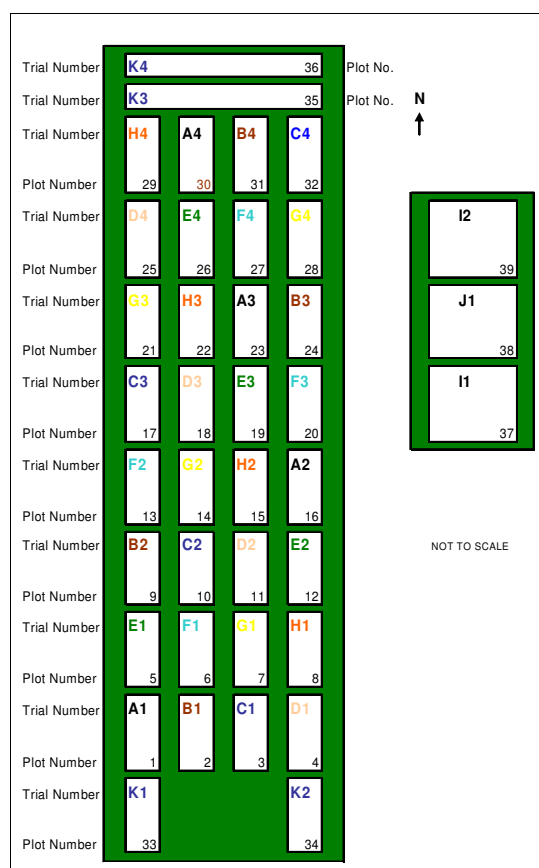 Trial Number K4 36 Plot No.
Trial Number K3 35 Plot No. N
Trial Number H4 A4 B4 C4
Plot Number 29 30 31 32
Trial Number D4 E4 F4 G4 I2
Plot Number 25 26 27 28 39
Trial Number G3 H3 A3 B3 J1
Plot Number 21 22 23 24 38
Trial Number C3 D3 E3 F3 I1
Plot Number 17 18 19 20 37
Trial Number F2 G2 H2 A2
Plot Number 13 14 15 16
Trial Number B2 C2 D2 E2 NOT TO SCALE
Plot Number 9 10 11 12
Trial Number E1 F1 G1 H1
Plot Number 5 6 7 8
Trial Number A1 B1 C1 D1
Plot Number 1 2 3 4
Trial Number K1 K2
Plot Number 33 34